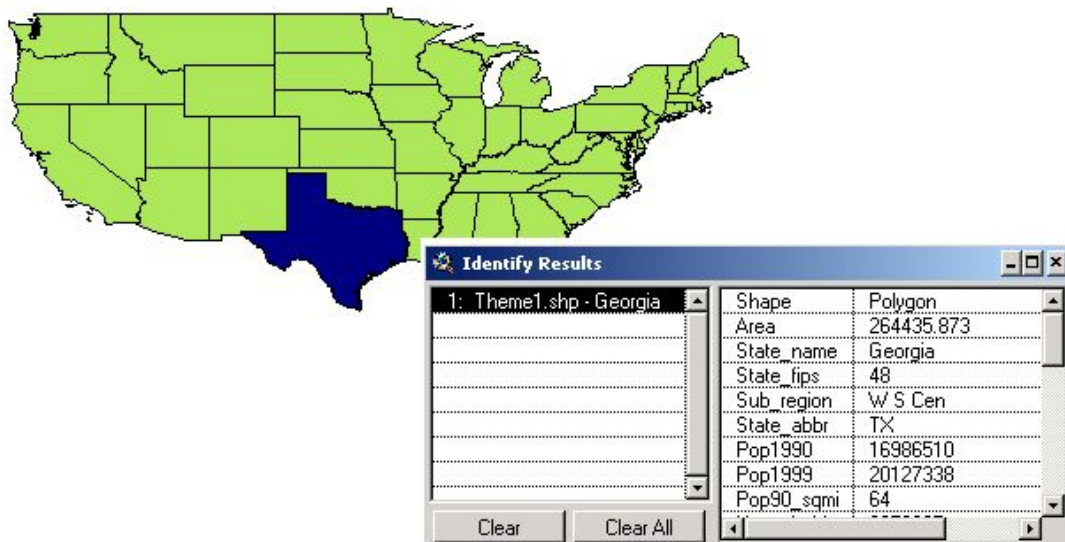 Identify Results
1: Theme1.shp - Georgia
Shape Polygon
Area 264435.873
State_name Georgia
State_fips 48
Sub_region W S Cen
State_abbr TX
Pop1990 16986510
Pop1999 20127338
Pop90_sqmi 64
Clear Clear All